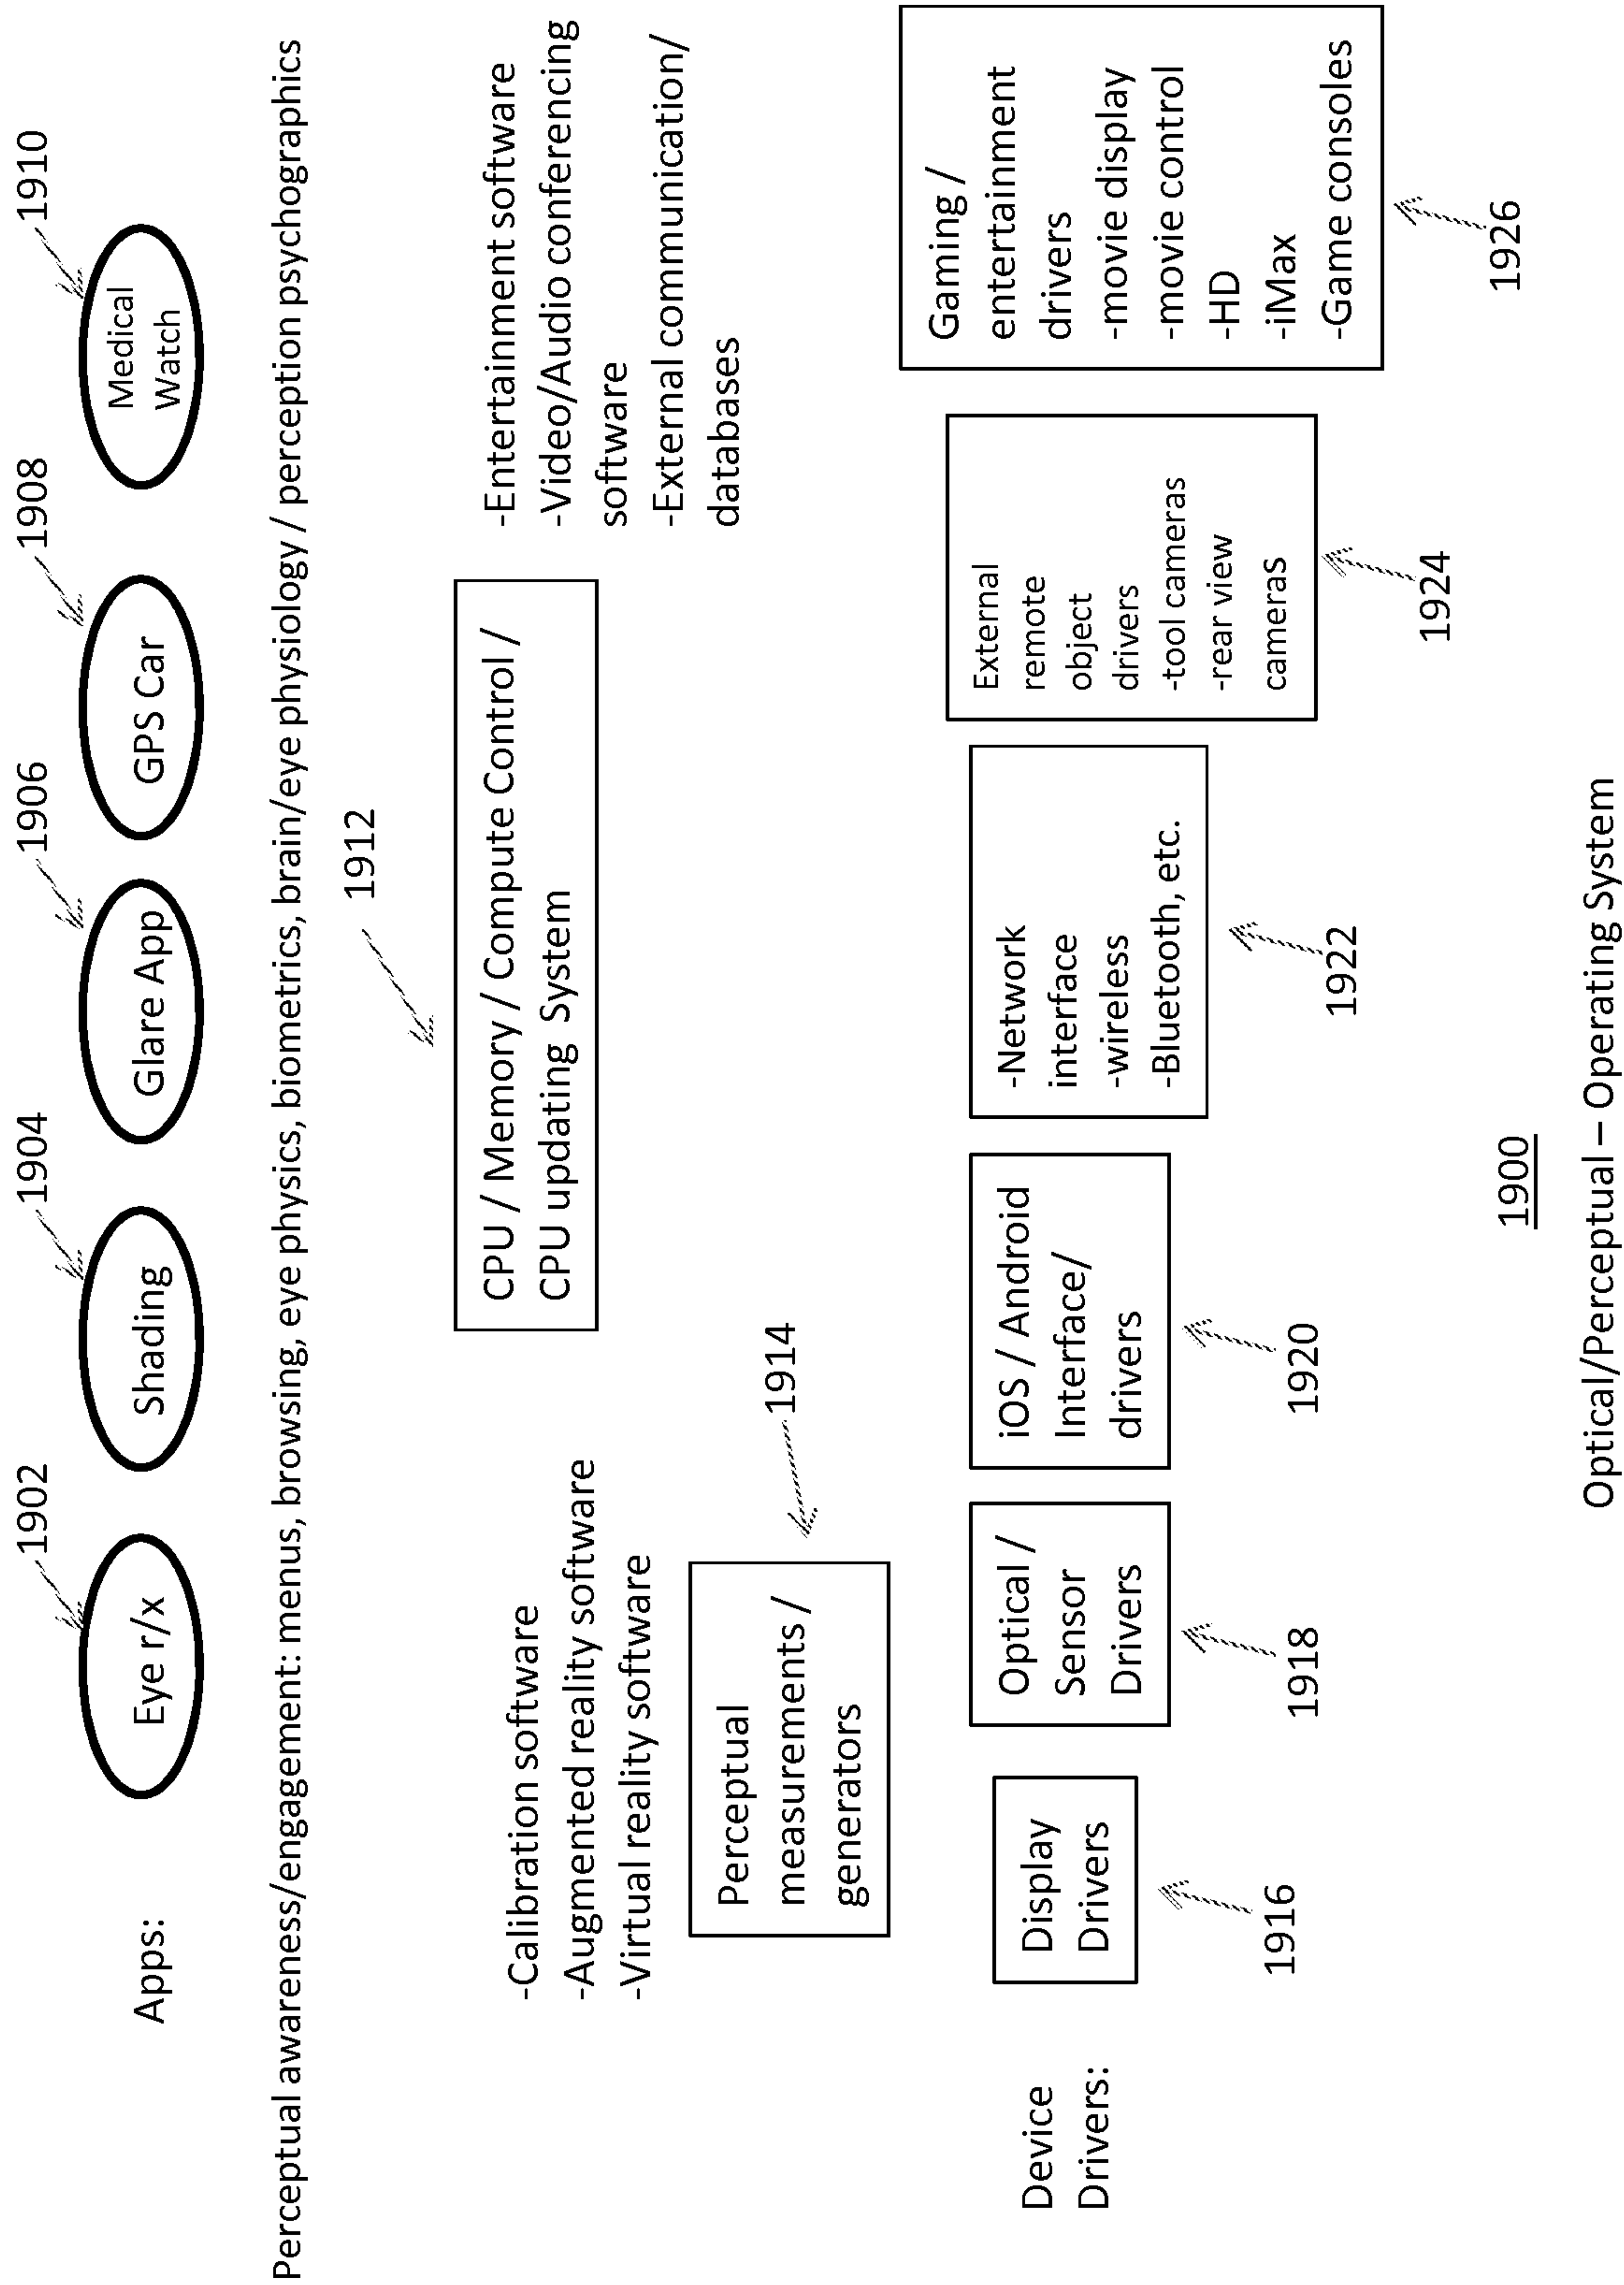 1902
1904
1906
1908
1910
Apps:
Eye r/x
Shading
Glare App
GPS Car
Medical
Watch
Perceptual awareness/engagement: menus, browsing, eye physics, biometrics, brain/eye physiology / perception psychographics
1912
-Calibration software
-Augmented reality software
-Virtual reality software
CPU / Memory / Compute Control /
CPU updating System
-Entertainment software
-Video/Audio conferencing
software
-External communication/
databases
1914
Perceptual
measurements /
generators
Device
Drivers:
Display
Drivers
1916
Optical /
Sensor
Drivers
1918
iOS / Android
Interface/
drivers
1920
-Network
interface
-wireless
-Bluetooth, etc.
1922
External
remote
object
drivers
-tool cameras
-rear view
cameras
1924
Gaming /
entertainment
drivers
-movie display
-movie control
-HD
-iMax
-Game consoles
1926
1900
Optical/Perceptual – Operating System